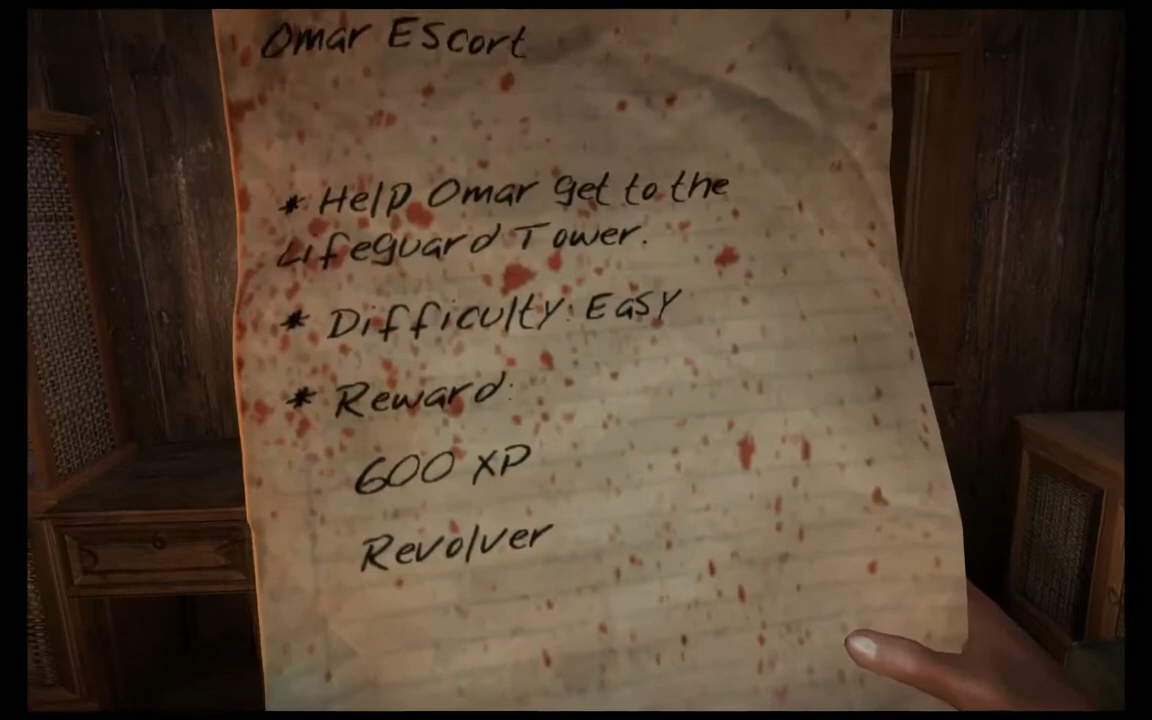 Omar Escort
* Help Omar get to the
Lifeguard Tower.
* Difficulty: Easy
* Reward:
600 XP
Revolver